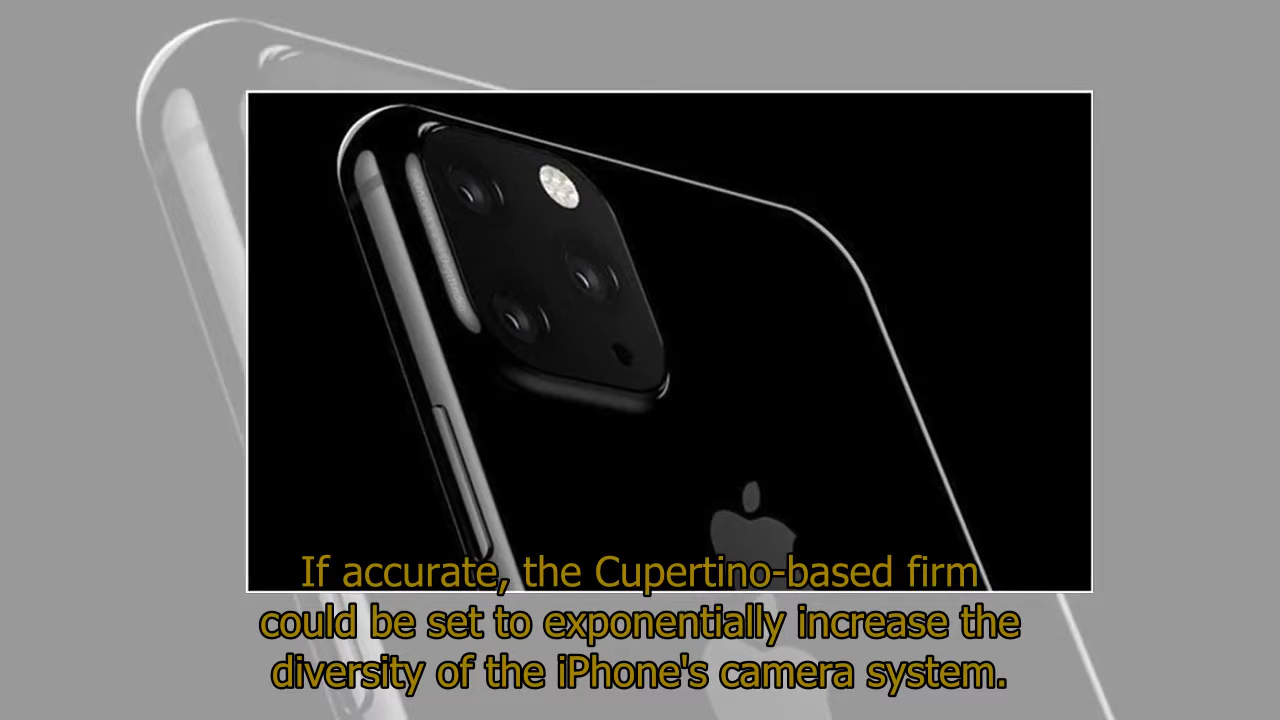 If accurate, the Cupertino-based firm
could be set to exponentially increase the
diversity of the iPhone's camera system.